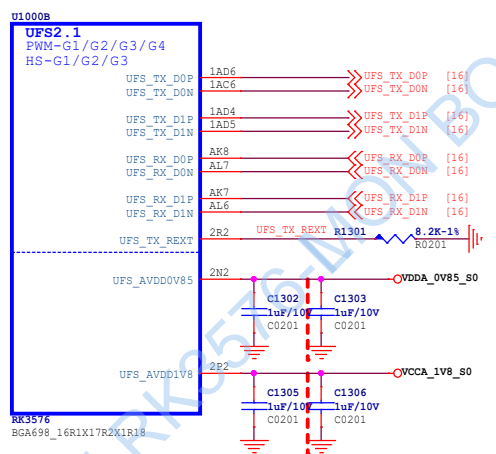 U1000B
UFS2.1
PWM-G1/G2/G3/G4
HS-G1/G2/G3
UFS_TX_D0P 1AD6 UFS_TX_D0P [16]
UFS_TX_D0N 1AC6 UFS_TX_D0N [16]
UFS_TX_D1P 1AD4 UFS_TX_D1P [16]
UFS_TX_D1N 1AD5 UFS_TX_D1N [16]
UFS_RX_D0P AK8 UFS_RX_D0P [16]
UFS_RX_D0N AL7 UFS_RX_D0N [16]
UFS_RX_D1P AK7 UFS_RX_D1P [16]
UFS_RX_D1N AL6 UFS_RX_D1N [16]
UFS_TX_REXT 2R2 UFS_TX_REXT R1301 8.2K-1%
R0201
UFS_AVDD0V85 2N2 VDDA_0V85_S0
C1302 C1303
1uF/10V 1uF/10V
C0201 C0201
UFS_AVDD1V8 2P2 VCCA_1V8_S0
C1305 C1306
1uF/10V 1uF/10V
C0201 C0201
RK3576
BGA698_16R1X17R2X1R18
RK3576-MON BO